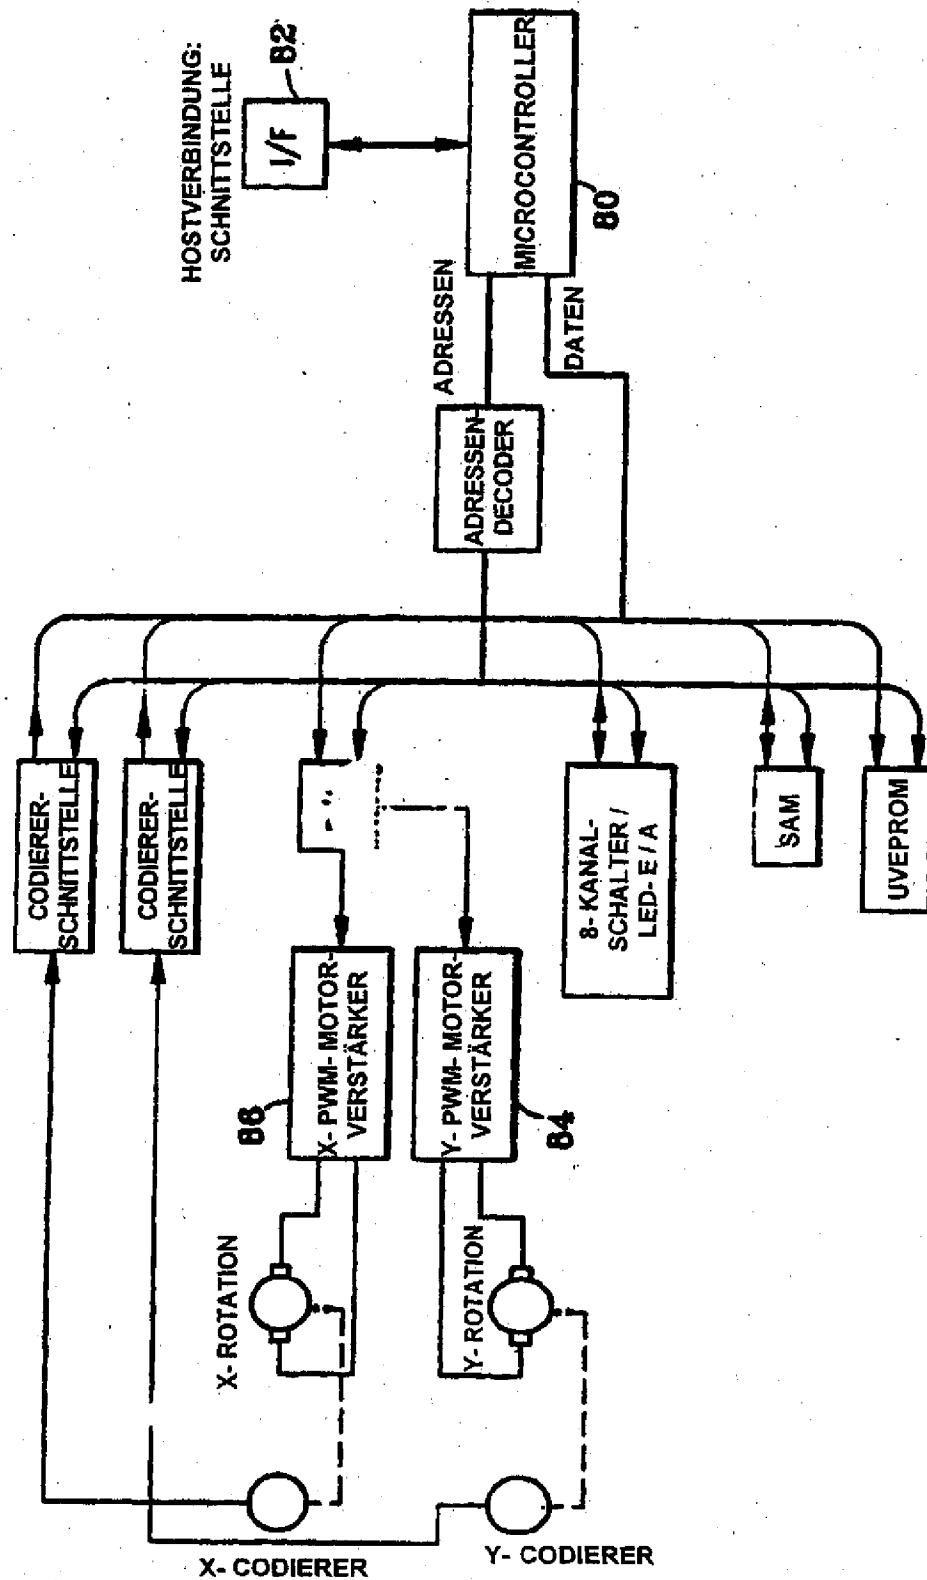 HOSTVERBINDUNG:
SCHNITTSTELLE
I/F
82
MICROCONTROLLER
80
ADRESSEN
DATEN
ADRESSEN-
DECODER
CODIERER-
SCHNITTSTELLE
CODIERER-
SCHNITTSTELLE
8- KANAL-
SCHALTER /
LED- E / A
SAM
UVEPROM
X- PWM- MOTOR-
VERSTÄRKER
86
Y- PWM- MOTOR-
VERSTÄRKER
84
X- ROTATION
Y- ROTATION
X- CODIERER
Y- CODIERER